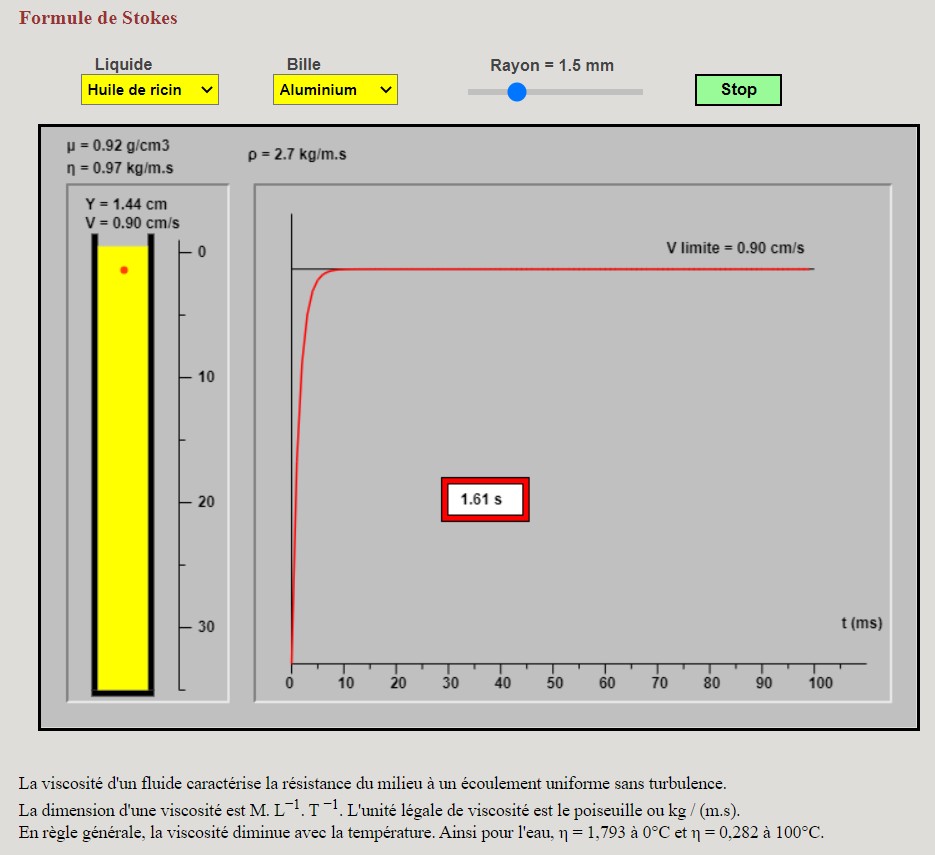 Formule de Stokes
Liquide
Bille
Rayon = 1.5 mm
Huile de ricin
Aluminium
Stop
μ = 0.92 g/cm3
η = 0.97 kg/m.s
ρ = 2.7 kg/m.s
Y = 1.44 cm
V = 0.90 cm/s
0
10
20
30
V limite = 0.90 cm/s
1.61 s
t (ms)
0 10 20 30 40 50 60 70 80 90 100
La viscosité d'un fluide caractérise la résistance du milieu à un écoulement uniforme sans turbulence.
La dimension d'une viscosité est M. L⁻¹. T⁻¹. L'unité légale de viscosité est le poiseuille ou kg / (m.s).
En règle générale, la viscosité diminue avec la température. Ainsi pour l'eau, η = 1,793 à 0°C et η = 0,282 à 100°C.